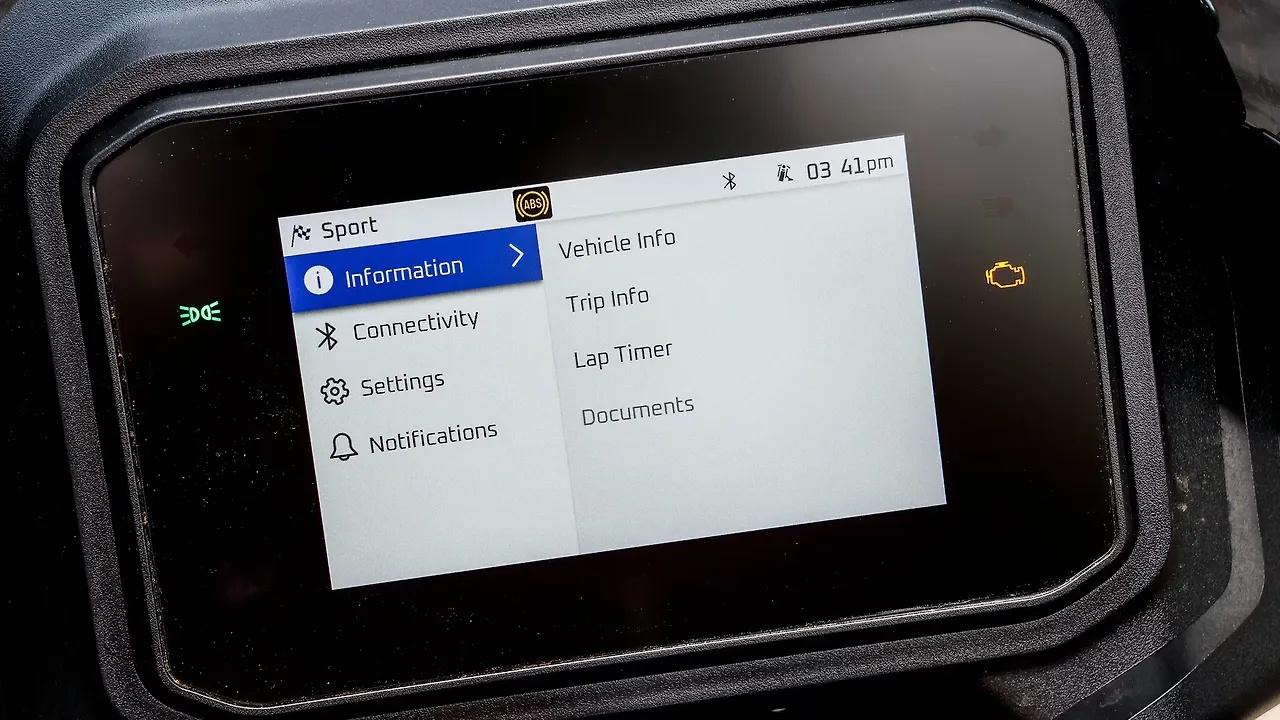 Sport
ABS
03 41pm
Information
Connectivity
Settings
Notifications
Vehicle Info
Trip Info
Lap Timer
Documents